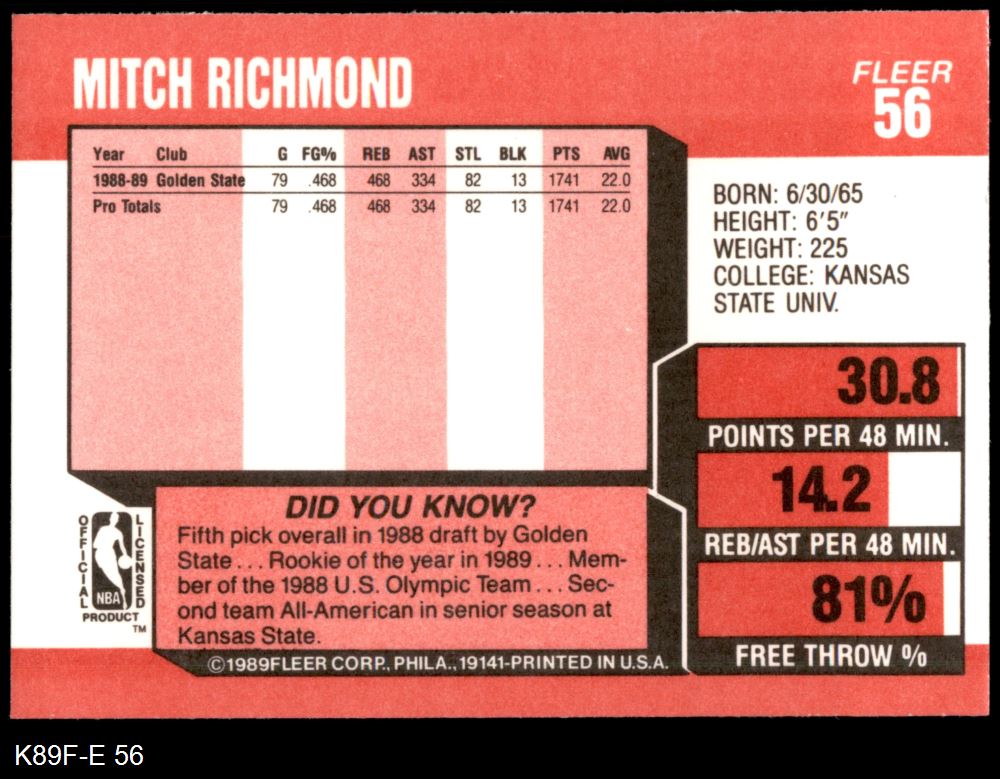 MITCH RICHMOND
FLEER
56
Year Club G FG% REB AST STL BLK PTS AVG
1988-89 Golden State 79 .468 468 334 82 13 1741 22.0
Pro Totals 79 .468 468 334 82 13 1741 22.0
BORN: 6/30/65
HEIGHT: 6'5"
WEIGHT: 225
COLLEGE: KANSAS
STATE UNIV.
30.8
POINTS PER 48 MIN.
14.2
REB/AST PER 48 MIN.
81%
FREE THROW %
DID YOU KNOW?
Fifth pick overall in 1988 draft by Golden
State . . . Rookie of the year in 1989 . . . Mem-
ber of the 1988 U.S. Olympic Team . . . Sec-
ond team All-American in senior season at
Kansas State.
OFFICIAL
LICENSED
NBA
PRODUCT
TM
©1989FLEER CORP., PHILA., 19141-PRINTED IN U.S.A.
K89F-E 56